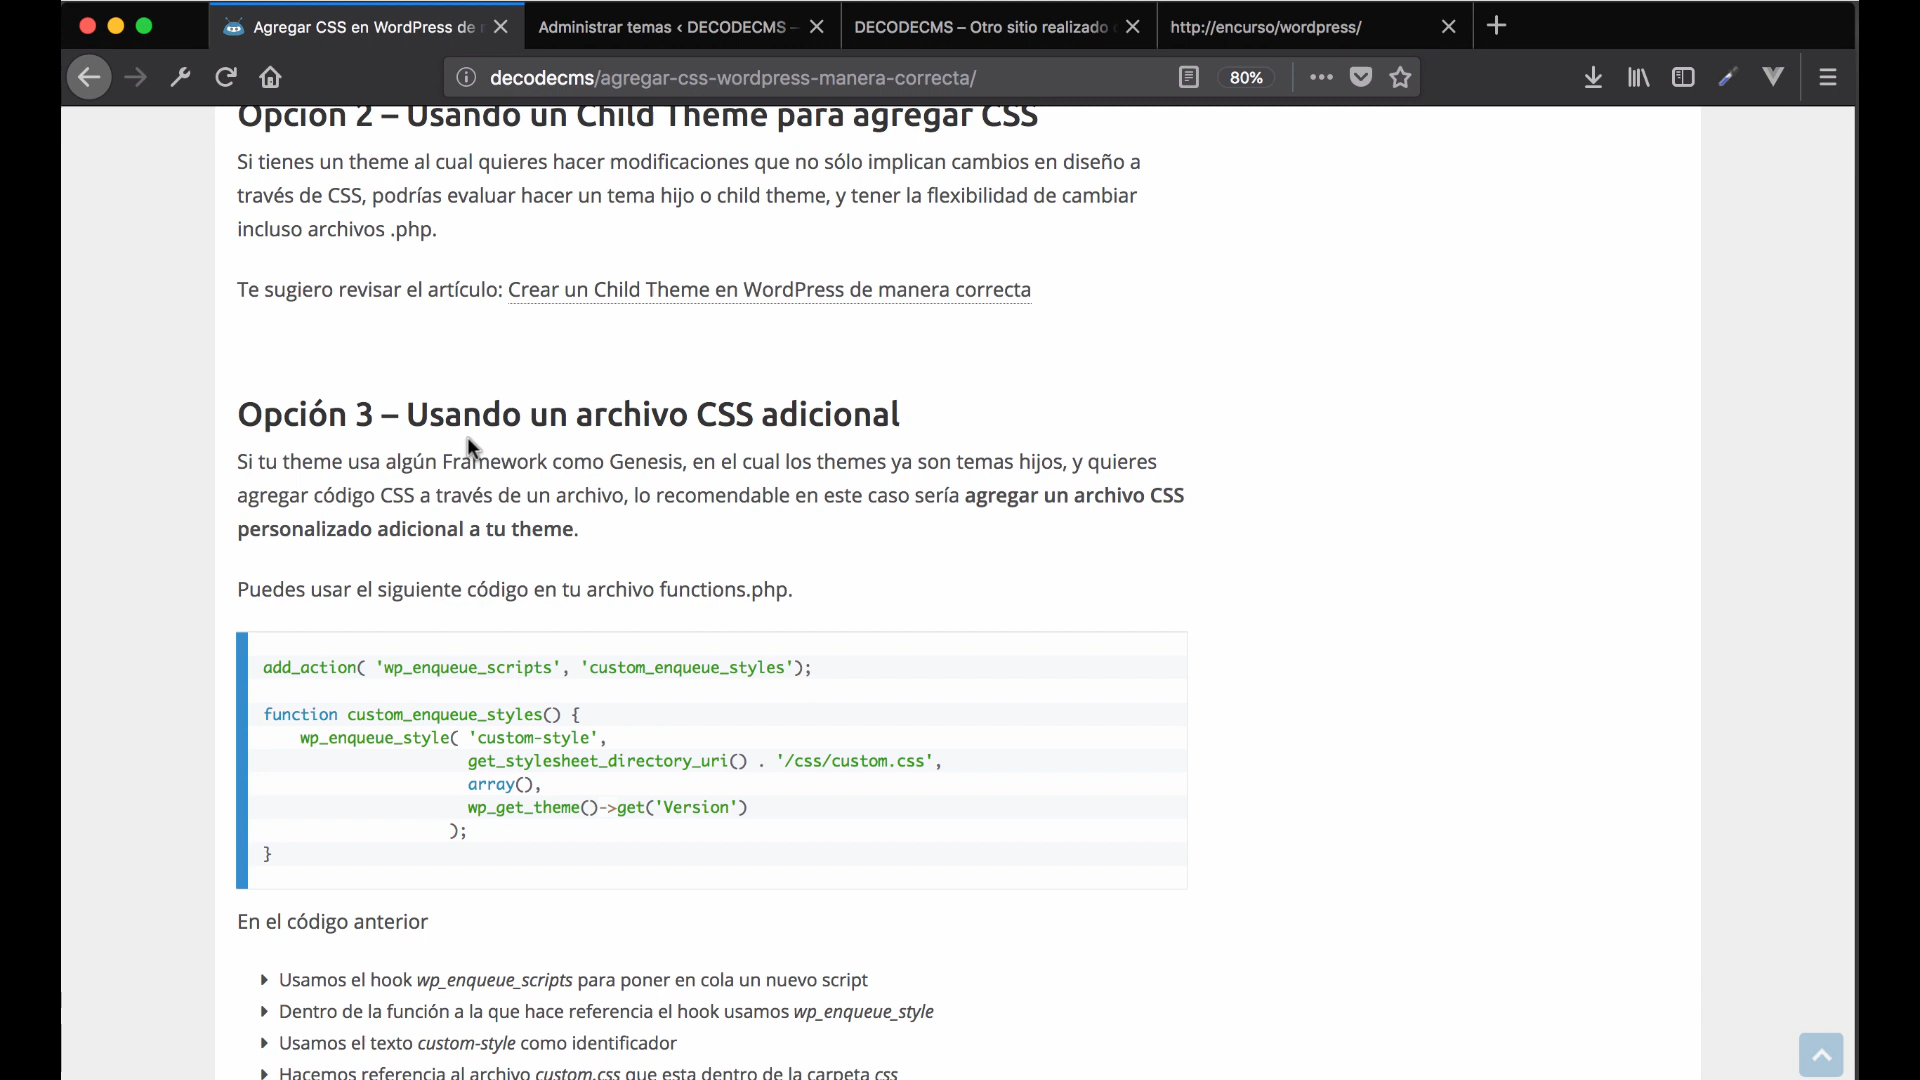 Agregar CSS en WordPress de
Administrar temas ‹ DECODECMS –
DECODECMS – Otro sitio realizado
http://encurso/wordpress/
decodecms/agregar-css-wordpress-manera-correcta/
80%
Opción 2 – Usando un Child Theme para agregar CSS
Si tienes un theme al cual quieres hacer modificaciones que no sólo implican cambios en diseño a
través de CSS, podrías evaluar hacer un tema hijo o child theme, y tener la flexibilidad de cambiar
incluso archivos .php.
Te sugiero revisar el artículo: Crear un Child Theme en WordPress de manera correcta
Opción 3 – Usando un archivo CSS adicional
Si tu theme usa algún Framework como Genesis, en el cual los themes ya son temas hijos, y quieres
agregar código CSS a través de un archivo, lo recomendable en este caso sería agregar un archivo CSS
personalizado adicional a tu theme.
Puedes usar el siguiente código en tu archivo functions.php.
add_action( 'wp_enqueue_scripts', 'custom_enqueue_styles');
function custom_enqueue_styles() {
wp_enqueue_style( 'custom-style',
get_stylesheet_directory_uri() . '/css/custom.css',
array(),
wp_get_theme()->get('Version')
);
}
En el código anterior
Usamos el hook wp_enqueue_scripts para poner en cola un nuevo script
Dentro de la función a la que hace referencia el hook usamos wp_enqueue_style
Usamos el texto custom-style como identificador
Hacemos referencia al archivo custom.css que esta dentro de la carpeta css